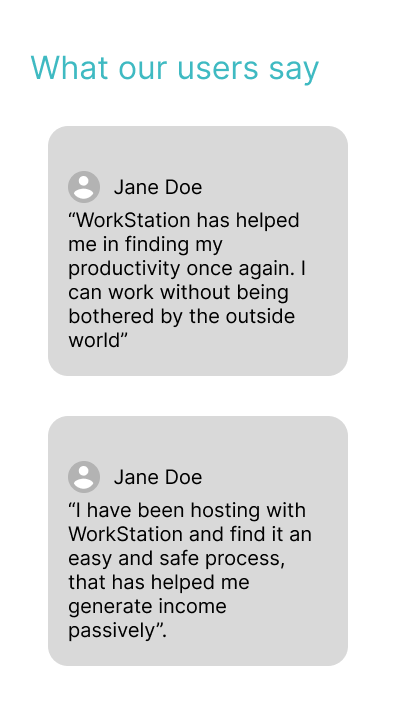 What our users say
Jane Doe
“WorkStation has helped
me in finding my
productivity once again. I
can work without being
bothered by the outside
world”
Jane Doe
“I have been hosting with
WorkStation and find it an
easy and safe process,
that has helped me
generate income
passively”.